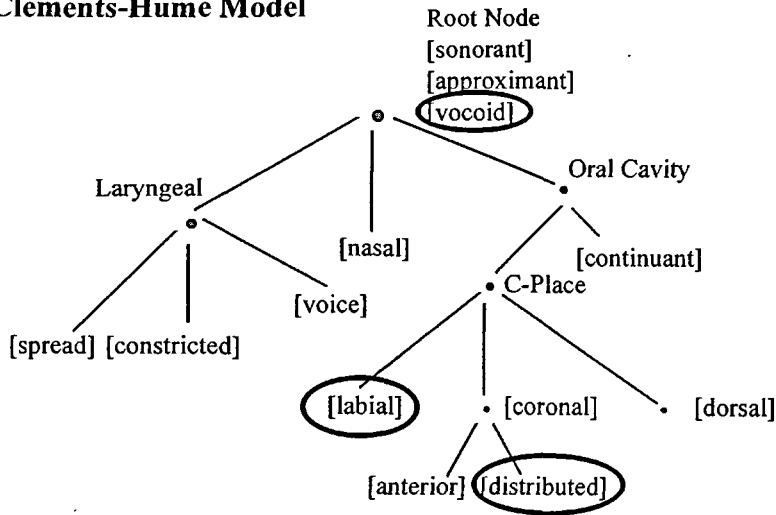 Clements-Hume Model
Root Node
[sonorant]
[approximant]
[vocoid]
Laryngeal
Oral Cavity
[nasal]
[continuant]
C-Place
[voice]
[spread] [constricted]
[labial]
[coronal]
[dorsal]
[anterior] [distributed]